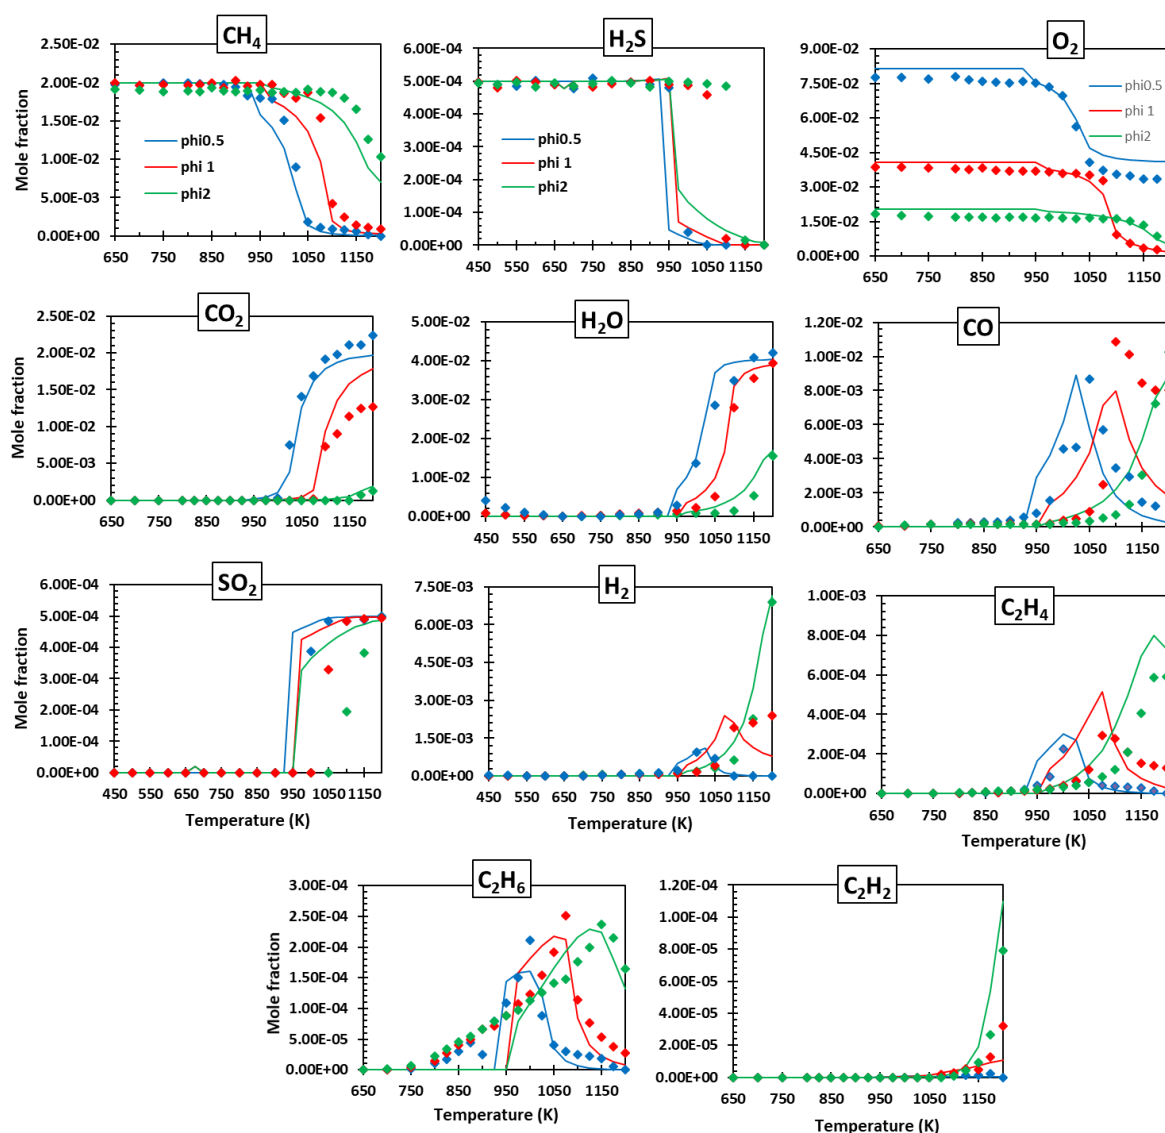 CH4
2.50E-02
2.00E-02
1.50E-02
1.00E-02
5.00E-03
0.00E+00
Mole fraction
phi0.5
phi 1
phi2
650 750 850 950 1050 1150
H2S
6.00E-04
5.00E-04
4.00E-04
3.00E-04
2.00E-04
1.00E-04
0.00E+00
phi0.5
phi 1
phi2
450 550 650 750 850 950 1050 1150
O2
9.00E-02
7.50E-02
6.00E-02
4.50E-02
3.00E-02
1.50E-02
0.00E+00
phi0.5
phi 1
phi2
650 750 850 950 1050 1150
CO2
2.50E-02
2.00E-02
1.50E-02
1.00E-02
5.00E-03
0.00E+00
Mole fraction
650 750 850 950 1050 1150
H2O
5.00E-02
4.00E-02
3.00E-02
2.00E-02
1.00E-02
0.00E+00
450 550 650 750 850 950 1050 1150
CO
1.20E-02
1.00E-02
8.00E-03
6.00E-03
4.00E-03
2.00E-03
0.00E+00
650 750 850 950 1050 1150
SO2
6.00E-04
5.00E-04
4.00E-04
3.00E-04
2.00E-04
1.00E-04
0.00E+00
Mole fraction
450 550 650 750 850 950 1050 1150
Temperature (K)
H2
7.50E-03
6.00E-03
4.50E-03
3.00E-03
1.50E-03
0.00E+00
450 550 650 750 850 950 1050 1150
Temperature (K)
C2H4
1.00E-03
8.00E-04
6.00E-04
4.00E-04
2.00E-04
0.00E+00
650 750 850 950 1050 1150
Temperature (K)
C2H6
3.00E-04
2.50E-04
2.00E-04
1.50E-04
1.00E-04
5.00E-05
0.00E+00
Mole fraction
650 750 850 950 1050 1150
Temperature (K)
C2H2
1.20E-04
1.00E-04
8.00E-05
6.00E-05
4.00E-05
2.00E-05
0.00E+00
650 750 850 950 1050 1150
Temperature (K)